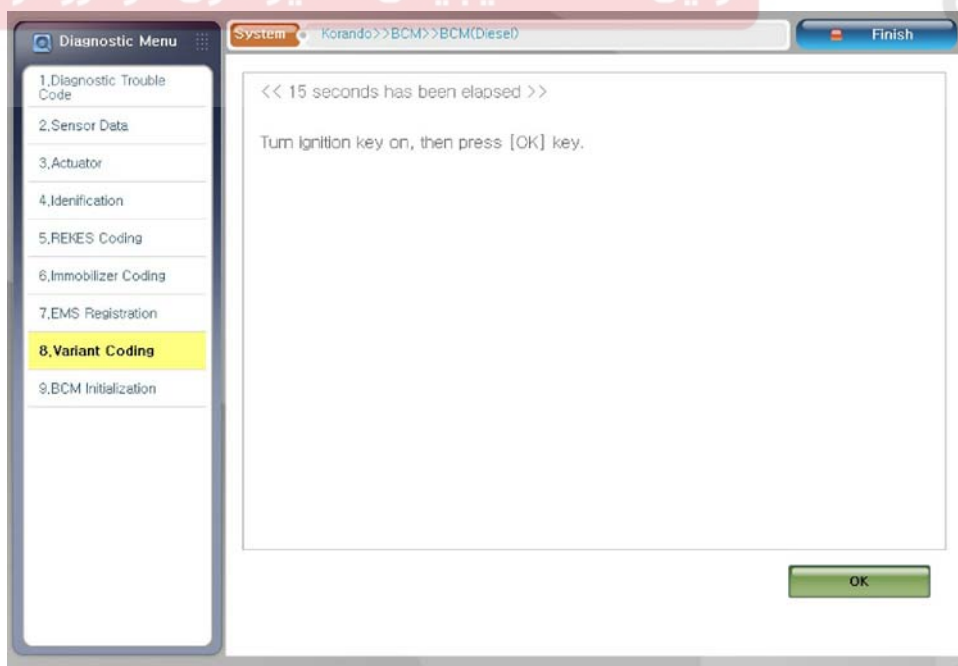 Diagnostic Menu
System
Korando>>BCM>>BCM(Diesel)
Finish
1.Diagnostic Trouble
Code
2.Sensor Data
3.Actuator
4.Idenification
5.REKES Coding
6.Immobilizer Coding
7.EMS Registration
8.Variant Coding
9.BCM Initialization
<< 15 seconds has been elapsed >>
Turn ignition key on, then press [OK] key.
OK